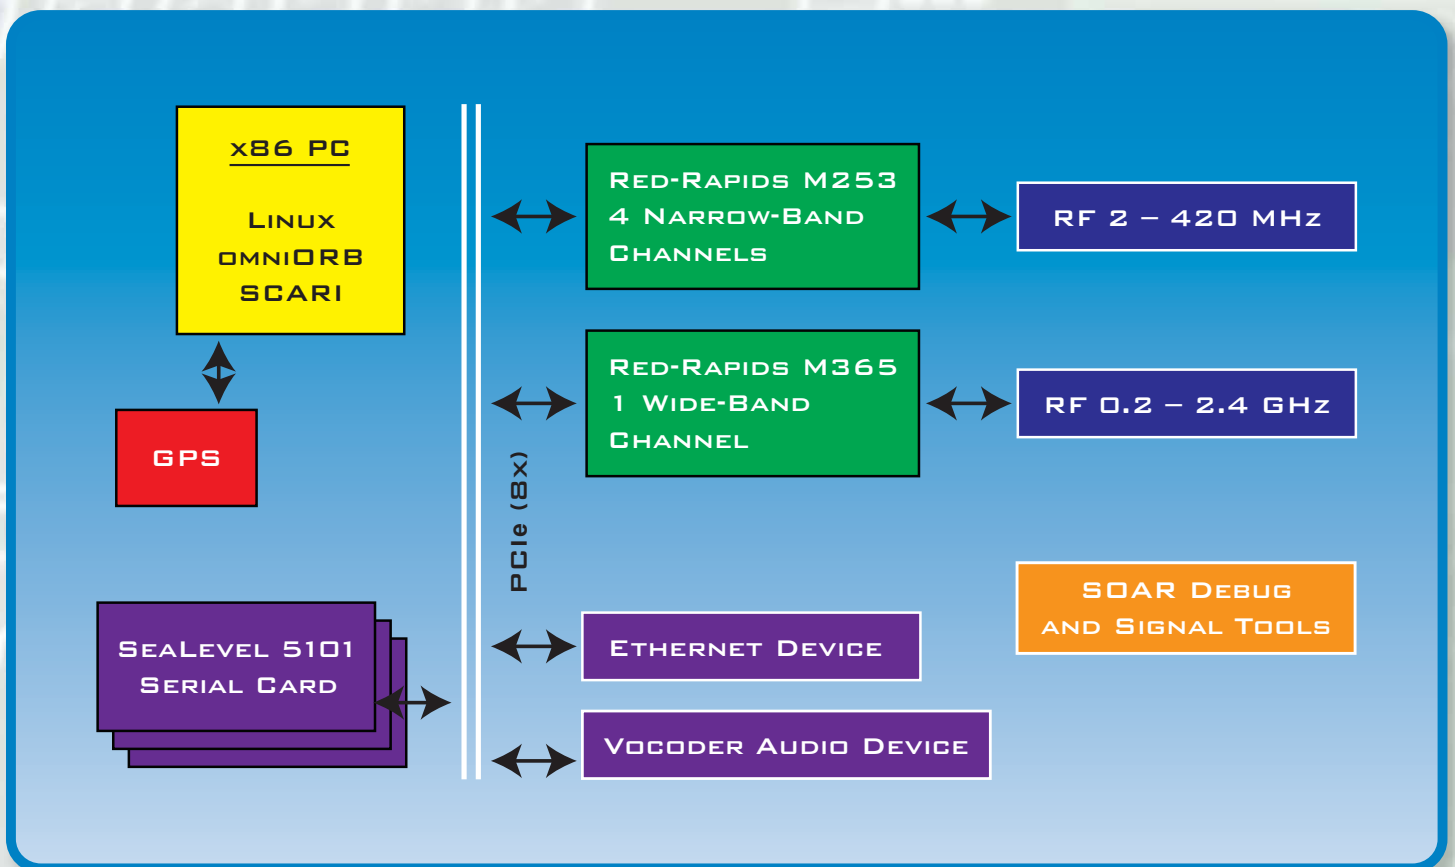 x86 PC
Linux
omniORB
SCARI
GPS
SeaLevel 5101
Serial Card
PCIe (8x)
Red-Rapids M253
4 Narrow-Band
Channels
RF 2 – 420 MHz
Red-Rapids M365
1 Wide-Band
Channel
RF 0.2 – 2.4 GHz
Ethernet Device
Vocoder Audio Device
SOAR Debug
and Signal Tools